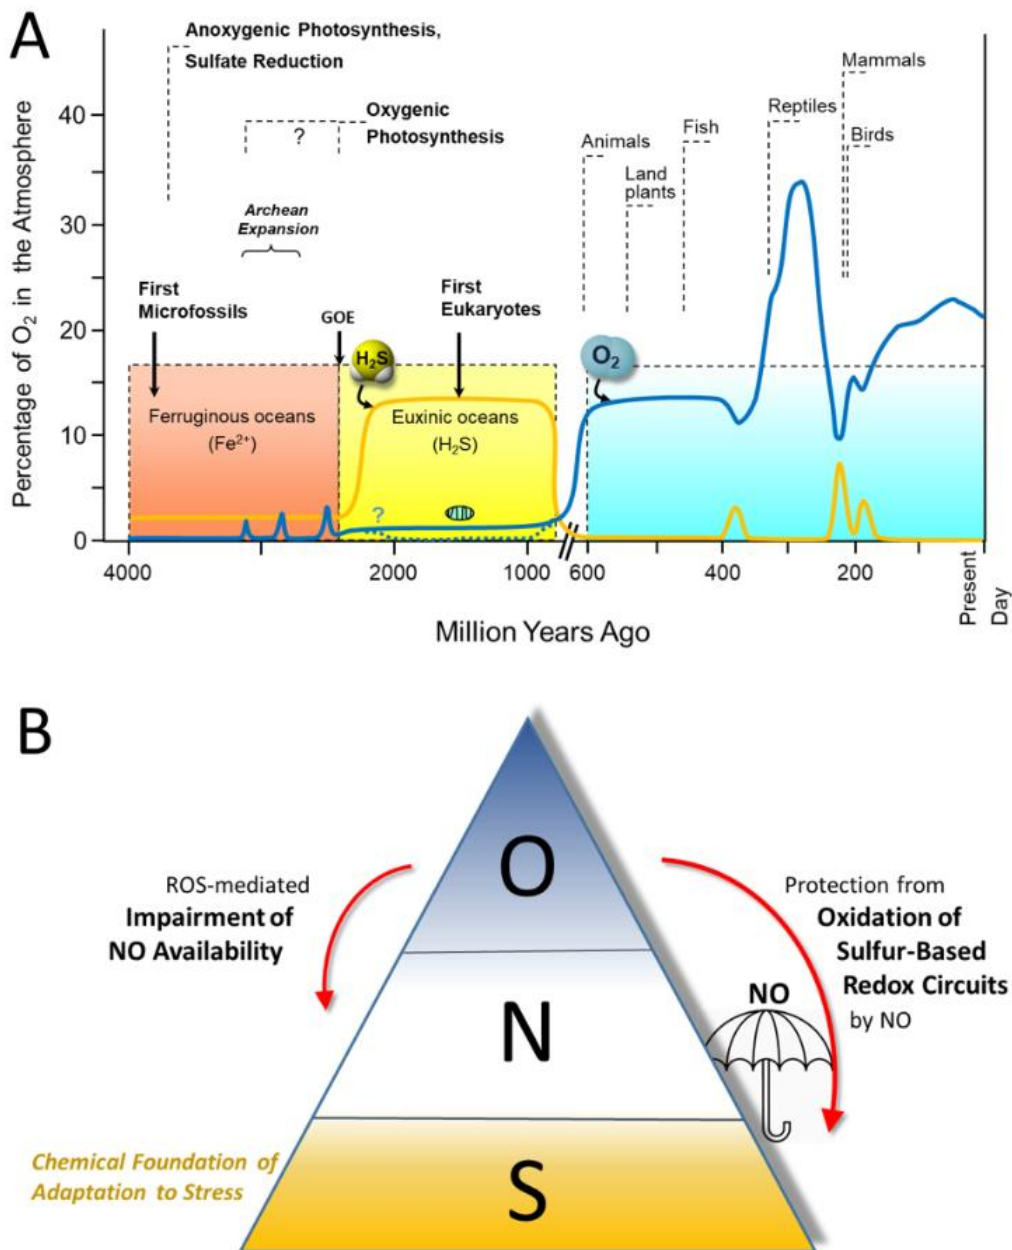 A
Anoxygenic Photosynthesis,
Sulfate Reduction
Oxygenic
Photosynthesis
?
Archean
Expansion
First
Microfossils
GOE
First
Eukaryotes
Animals
Land
plants
Fish
Reptiles
Mammals
Birds
Percentage of O₂ in the Atmosphere
40
30
20
10
0
H₂S
O₂
Ferruginous oceans
(Fe²⁺)
Euxinic oceans
(H₂S)
?
4000
2000
1000
600
400
200
Present
Day
Million Years Ago
B
O
N
S
ROS-mediated
Impairment of
NO Availability
Protection from
Oxidation of
Sulfur-Based
Redox Circuits
by NO
NO
Chemical Foundation of
Adaptation to Stress